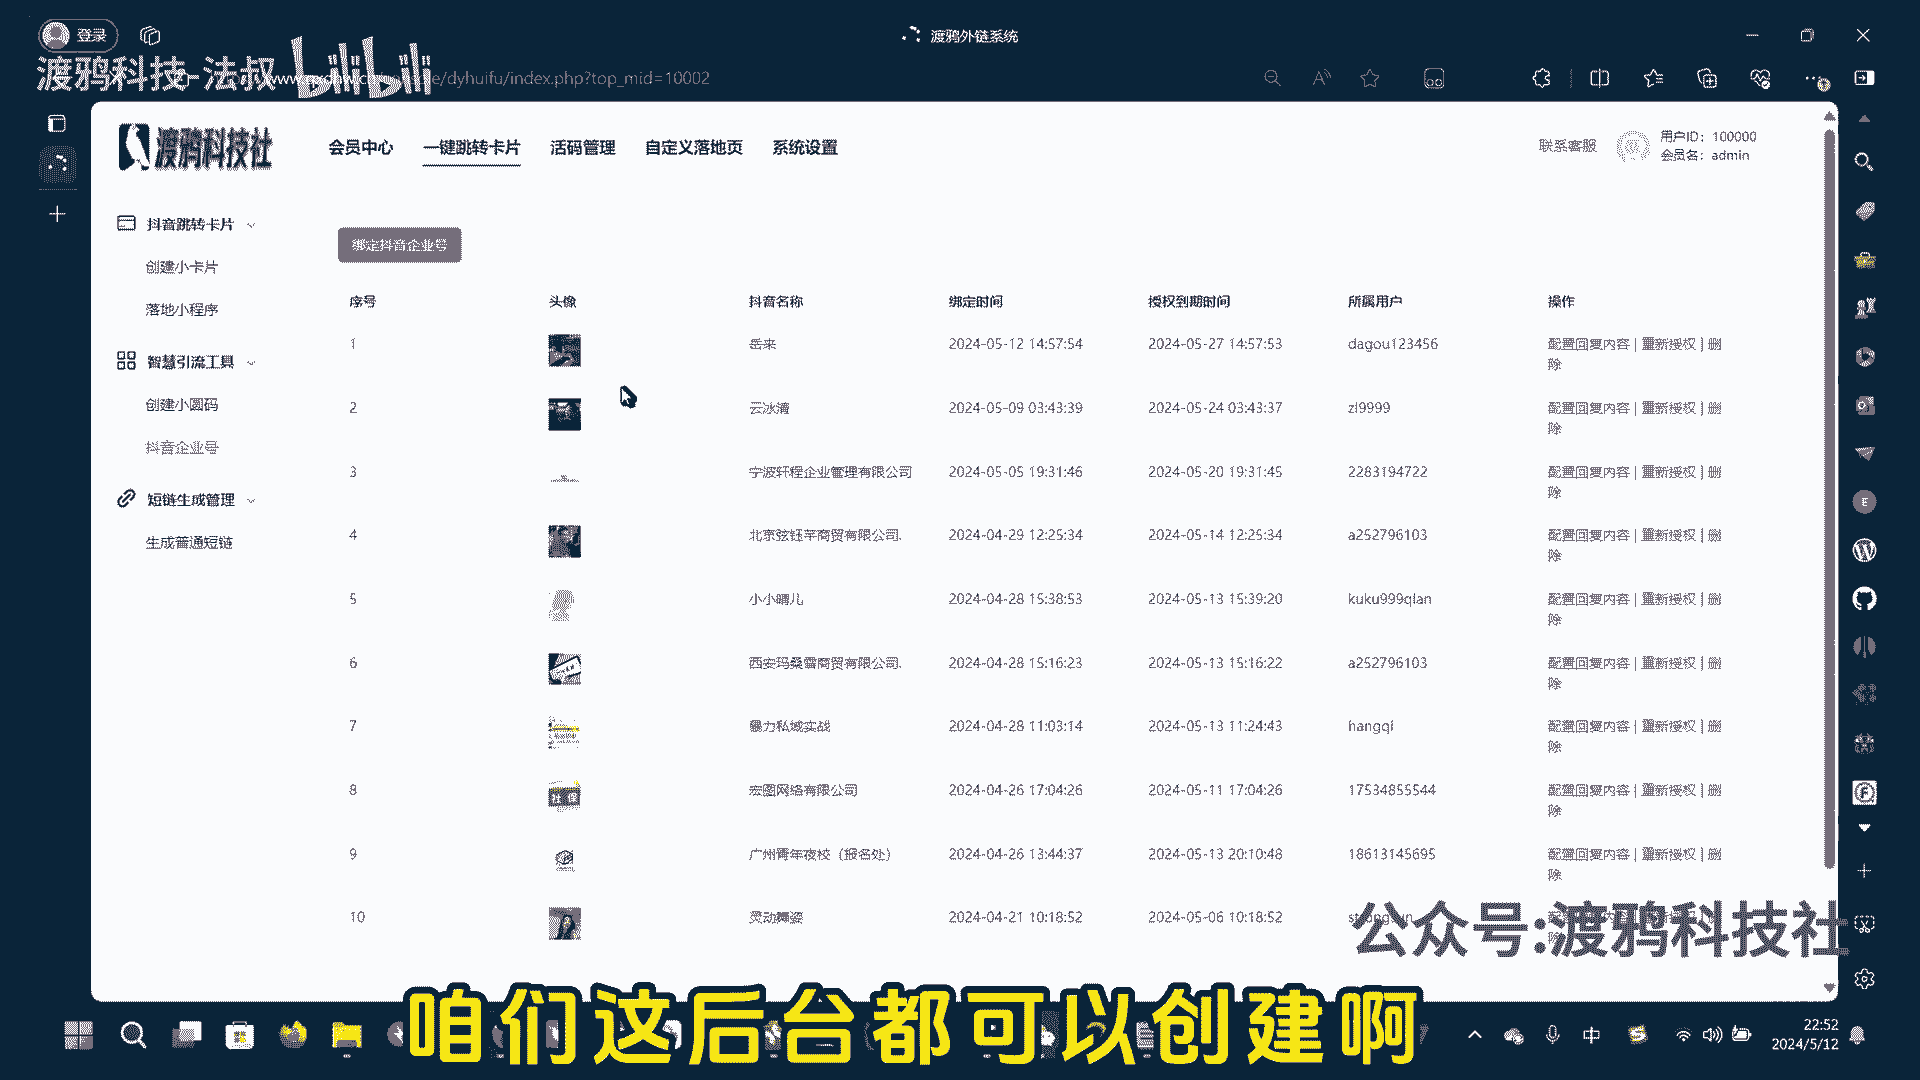 登录
渡鸦外链系统
渡鸦科技-法叔
bilibili
e/dyhuifu/index.php?top_mid=10002
渡鸦科技社
会员中心
一键跳转卡片
活码管理
自定义落地页
系统设置
联系客服
用户ID：100000
会员名：admin
抖音跳转卡片
创建小卡片
落地小程序
智慧引流工具
创建小圆码
抖音企业号
短链生成管理
生成普通短链
绑定抖音企业号
序号 头像 抖音名称 绑定时间 授权到期时间 所属用户 操作
1 岳来 2024-05-12 14:57:54 2024-05-27 14:57:53 dagou123456 配置回复内容 | 重新授权 | 删
除
2 云冰清 2024-05-09 03:43:39 2024-05-24 03:43:37 zl9999 配置回复内容 | 重新授权 | 删
除
3 宁波轩程企业管理有限公司 2024-05-05 19:31:46 2024-05-20 19:31:45 2283194722 配置回复内容 | 重新授权 | 删
除
4 北京弦钰芊商贸有限公司. 2024-04-29 12:25:34 2024-05-14 12:25:34 a252796103 配置回复内容 | 重新授权 | 删
除
5 小小晴儿 2024-04-28 15:38:53 2024-05-13 15:39:20 kuku999qian 配置回复内容 | 重新授权 | 删
除
6 西安玛桑雪商贸有限公司. 2024-04-28 15:16:23 2024-05-13 15:16:22 a252796103 配置回复内容 | 重新授权 | 删
除
7 暴力私域实战 2024-04-28 11:03:14 2024-05-13 11:24:43 hangqi 配置回复内容 | 重新授权 | 删
除
8 宏图网络有限公司 2024-04-26 17:04:26 2024-05-11 17:04:26 17534855544 配置回复内容 | 重新授权 | 删
除
9 广州青年夜校（报名处） 2024-04-26 13:44:37 2024-05-13 20:10:48 18613145695 配置回复内容 | 重新授权 | 删
除
10 灵动舞姿 2024-04-21 10:18:52 2024-05-06 10:18:52
公众号:渡鸦科技社
咱们这后台都可以创建啊
中
22:52
2024/5/12